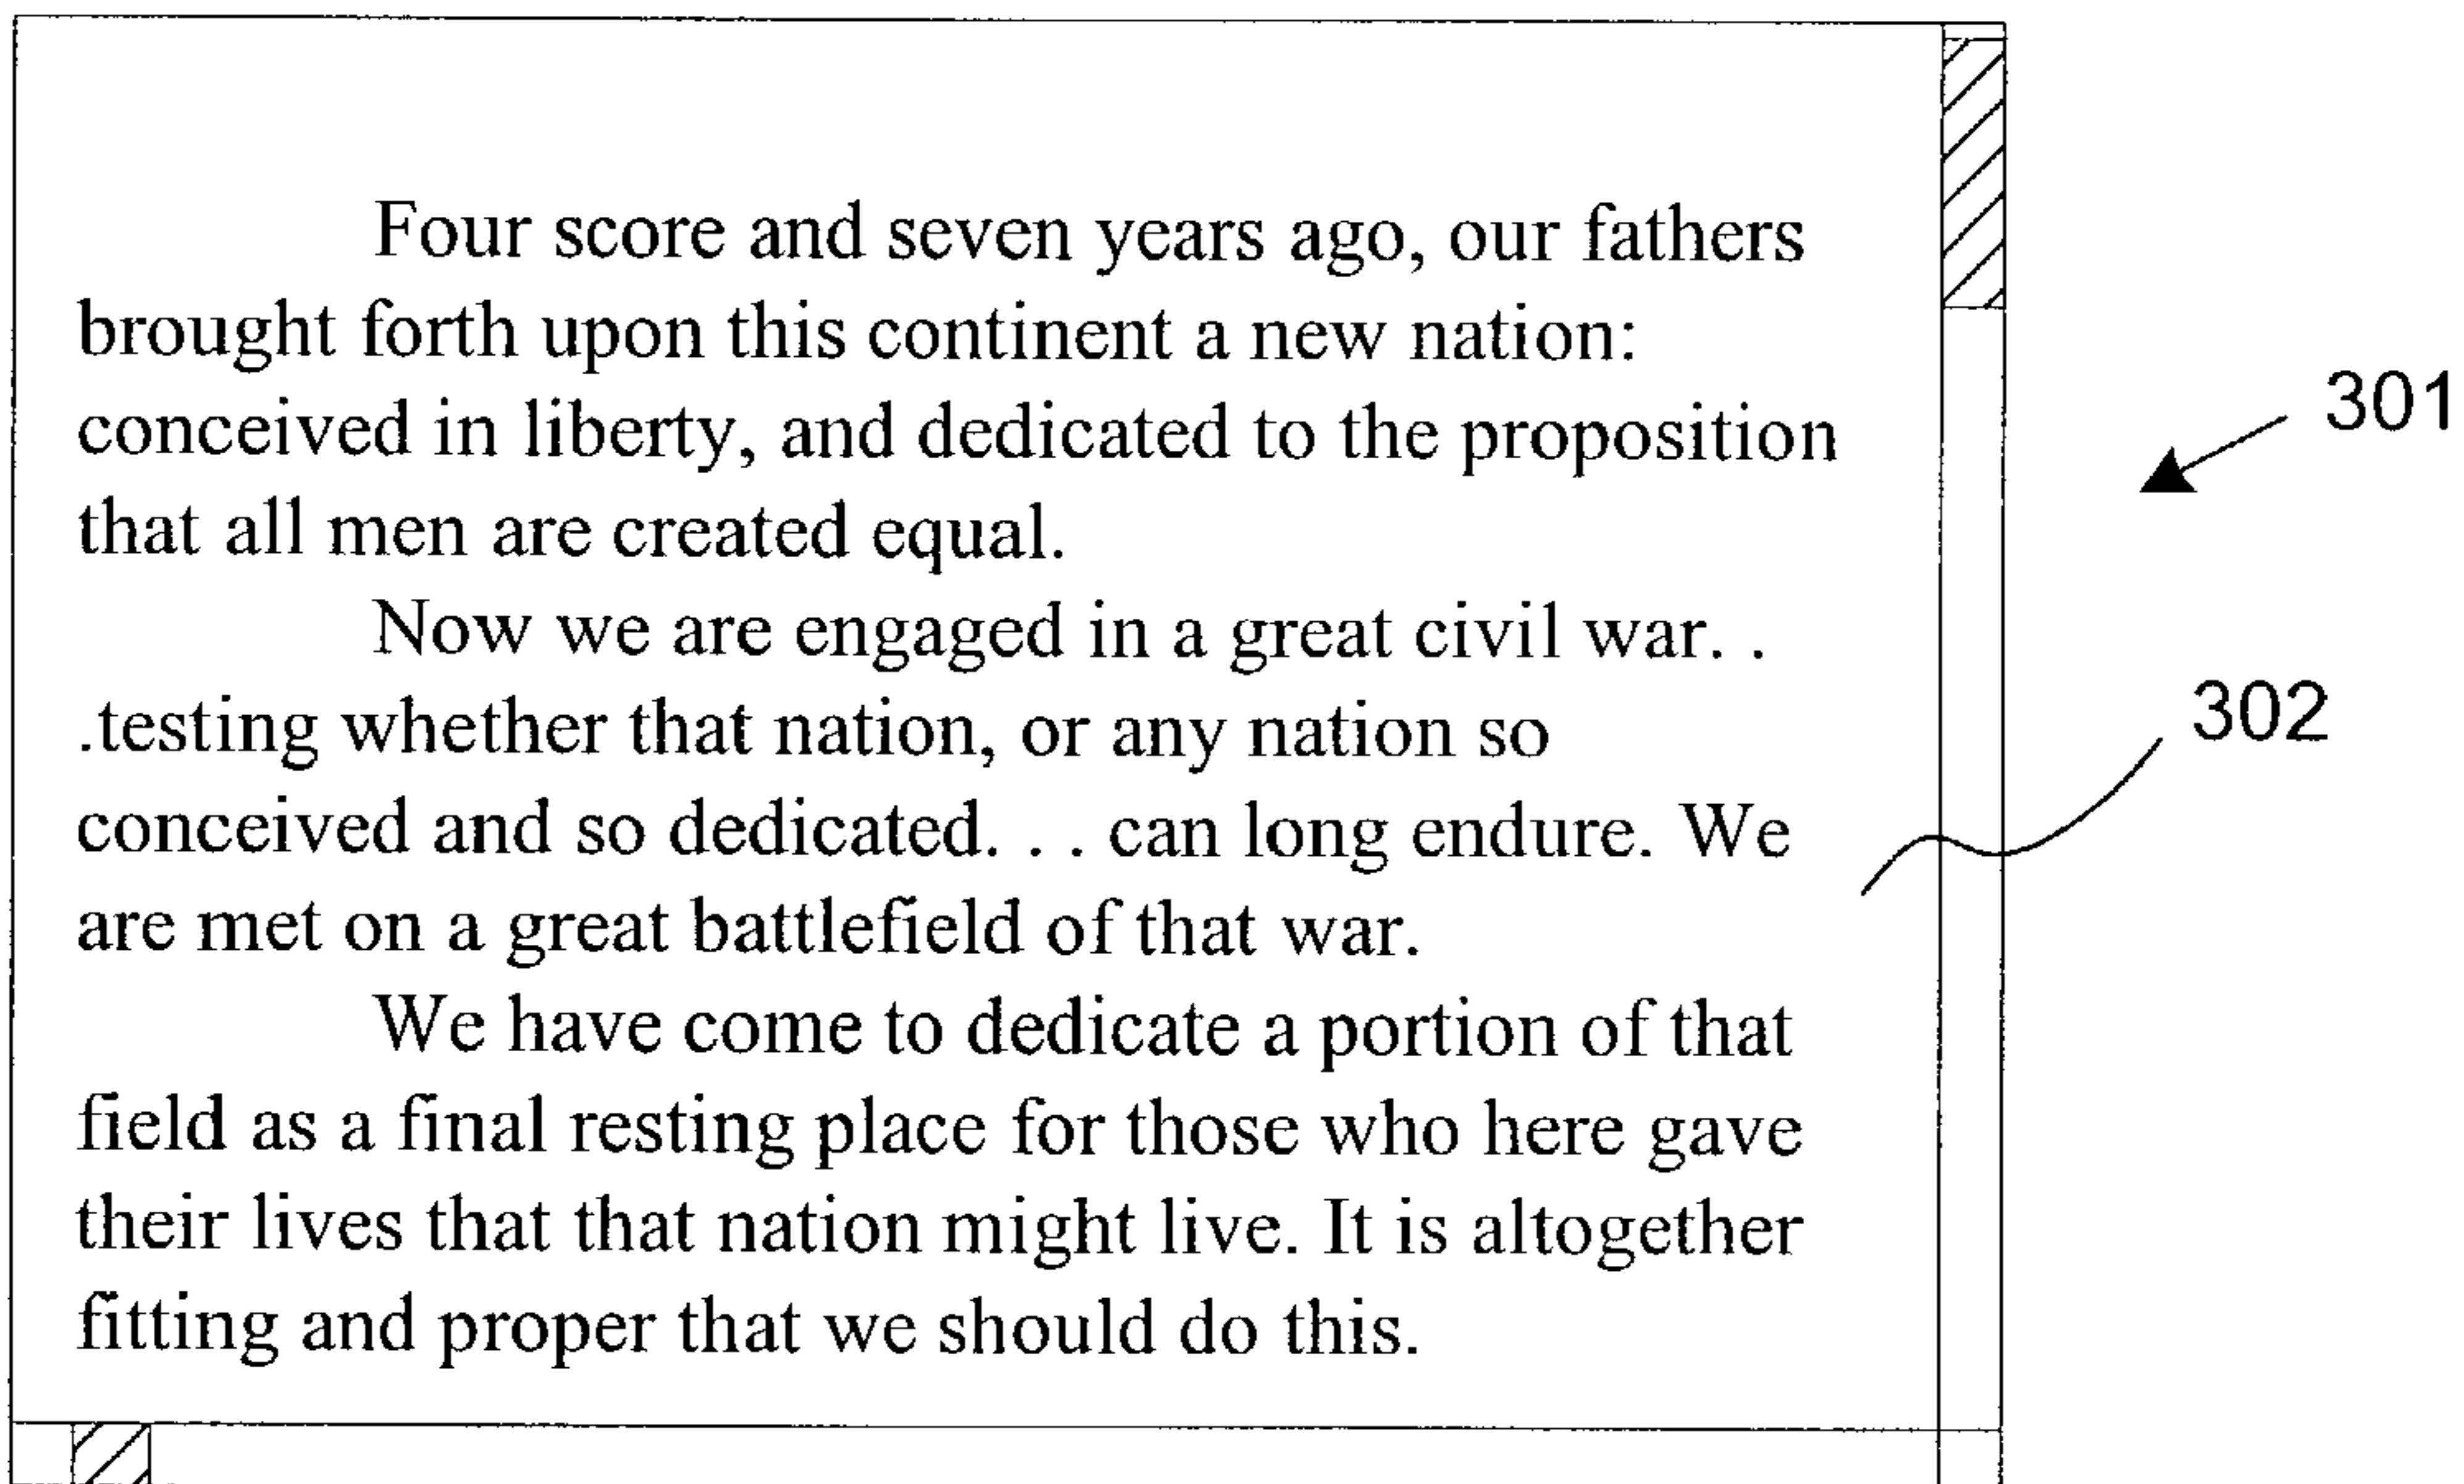 Four score and seven years ago, our fathers
brought forth upon this continent a new nation:
conceived in liberty, and dedicated to the proposition
that all men are created equal.
Now we are engaged in a great civil war. .
.testing whether that nation, or any nation so
conceived and so dedicated. . . can long endure. We
are met on a great battlefield of that war.
We have come to dedicate a portion of that
field as a final resting place for those who here gave
their lives that that nation might live. It is altogether
fitting and proper that we should do this.
301
302